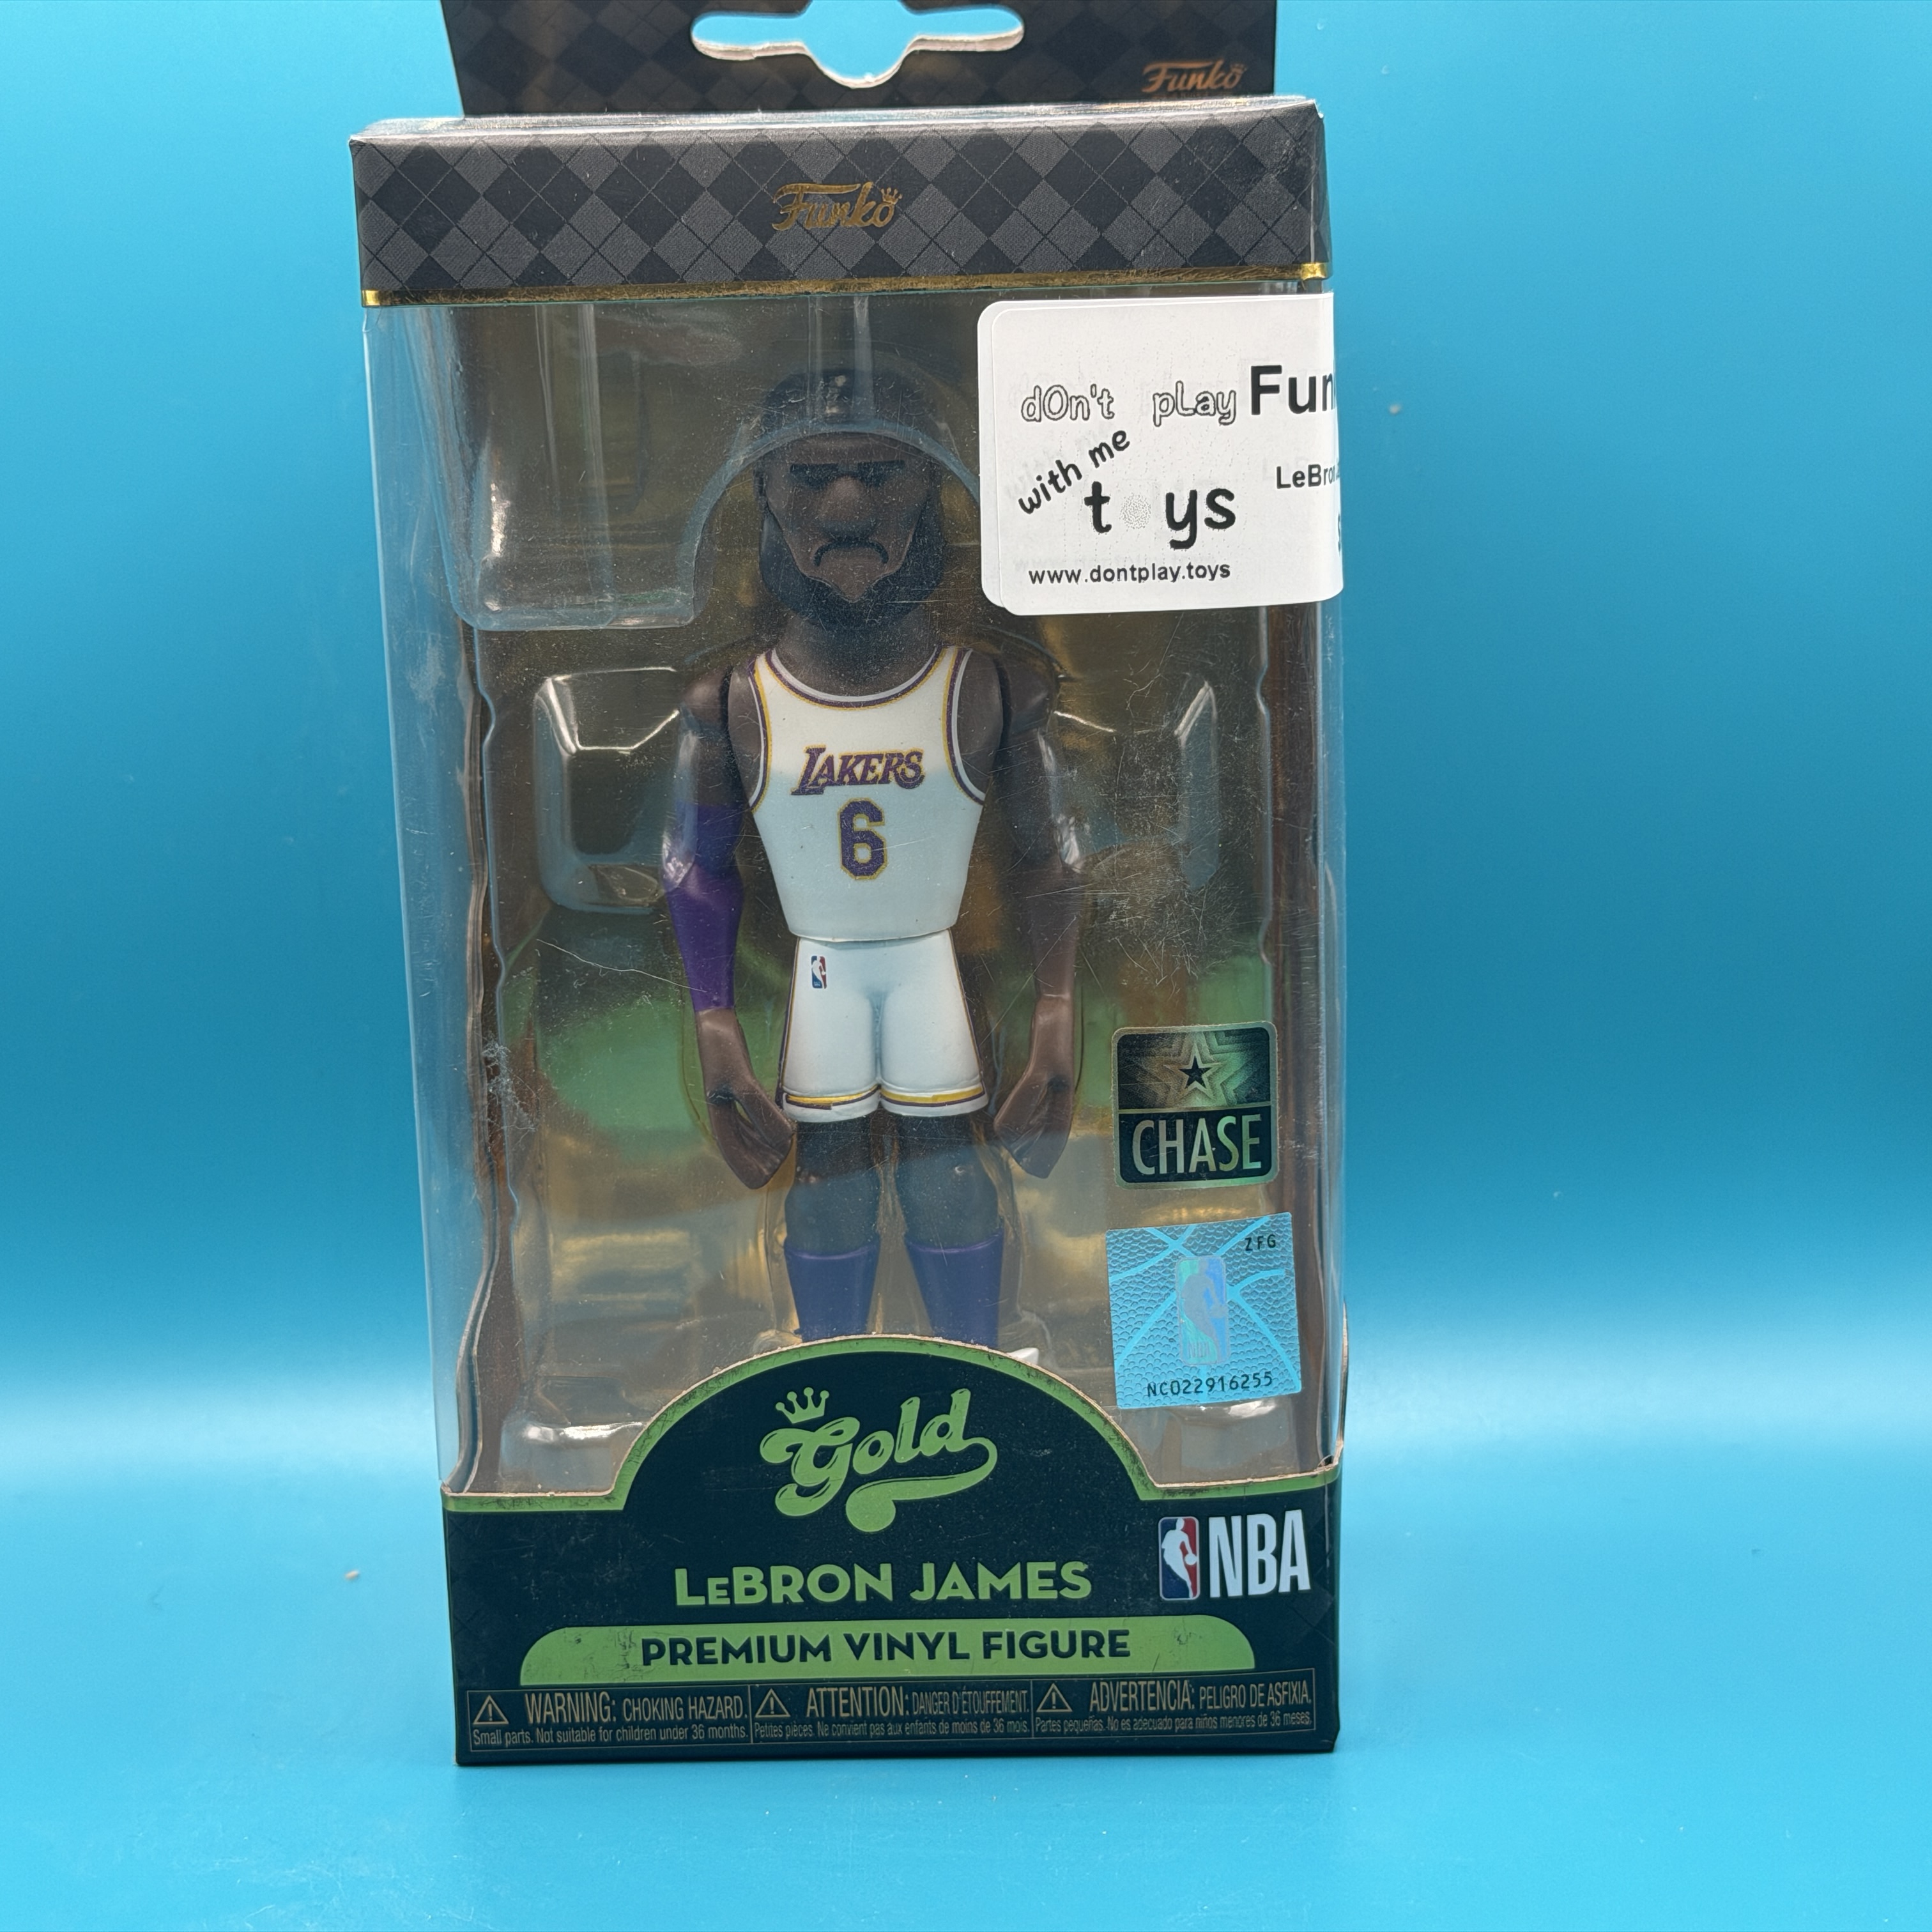 Funko
Funko
dOn't pLay
Fun
with me
LeBron
t ys
www.dontplay.toys
LAKERS
6
CHASE
ZFG
NBA
NC022916255
Gold
NBA
LeBRON JAMES
PREMIUM VINYL FIGURE
WARNING: CHOKING HAZARD.
Small parts. Not suitable for children under 36 months.
ATTENTION: DANGER D'ÉTOUFFEMENT.
Petites pièces. Ne convient pas aux enfants de moins de 36 mois.
ADVERTENCIA: PELIGRO DE ASFIXIA.
Partes pequeñas. No es adecuado para niños menores de 36 meses.